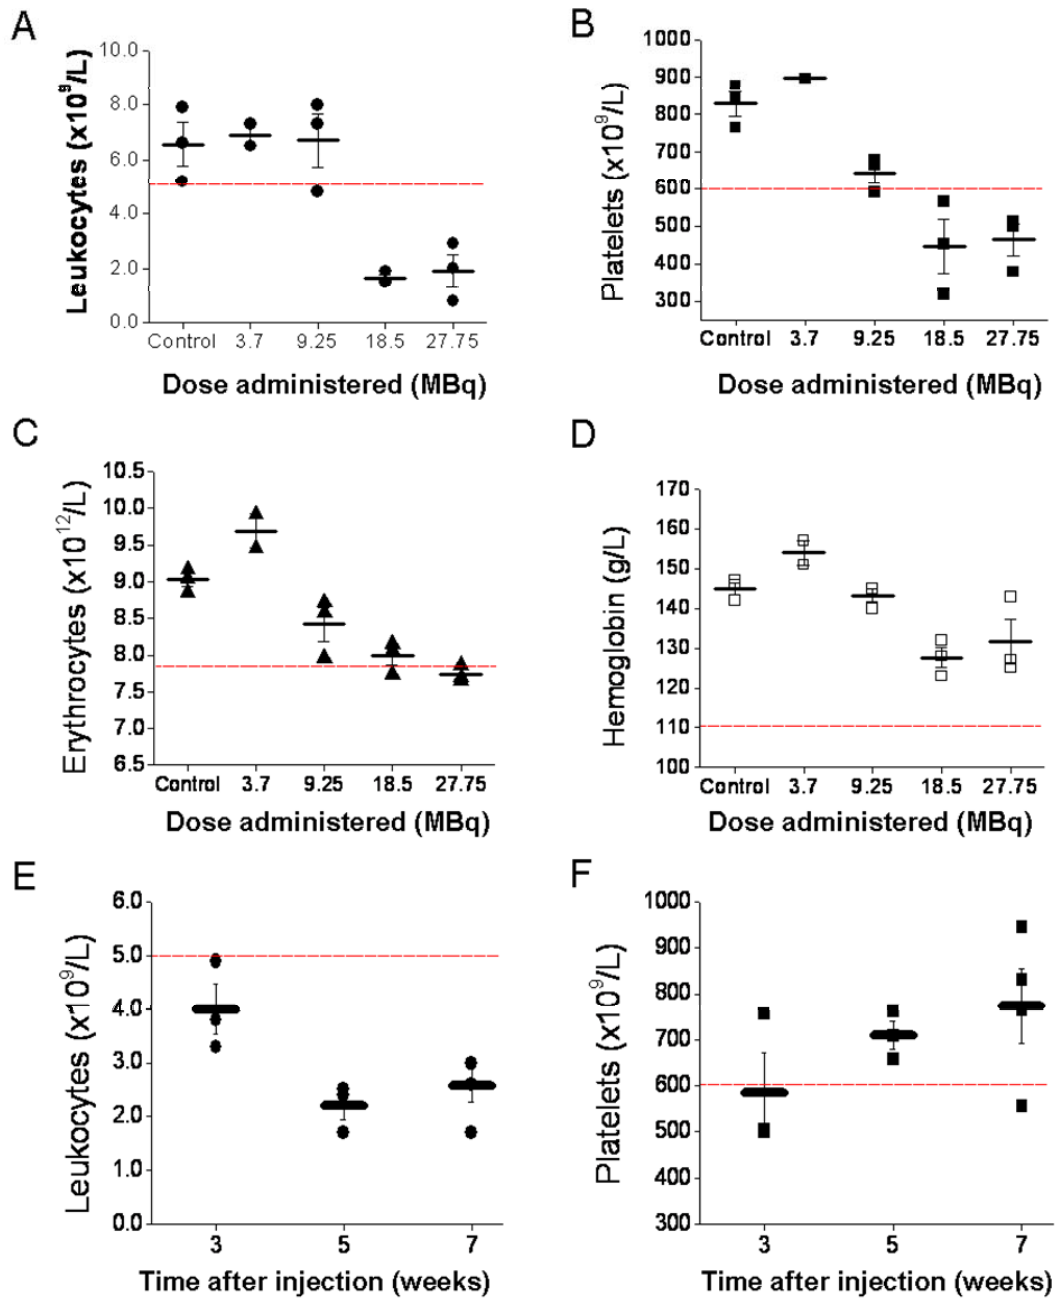 A
Leukocytes (x10⁹/L)
10.0
8.0
6.0
4.0
2.0
0.0
Control 3.7 9.25 18.5 27.75
Dose administered (MBq)
B
Platelets (x10⁹/L)
1000
900
800
700
600
500
400
300
Control 3.7 9.25 18.5 27.75
Dose administered (MBq)
C
Erythrocytes (x10¹²/L)
10.5
10.0
9.5
9.0
8.5
8.0
7.5
7.0
6.5
Control 3.7 9.25 18.5 27.75
Dose administered (MBq)
D
Hemoglobin (g/L)
170
160
150
140
130
120
110
100
Control 3.7 9.25 18.5 27.75
Dose administered (MBq)
E
Leukocytes (x10⁹/L)
6.0
5.0
4.0
3.0
2.0
1.0
0.0
3 5 7
Time after injection (weeks)
F
Platelets (x10⁹/L)
1000
900
800
700
600
500
400
300
3 5 7
Time after injection (weeks)